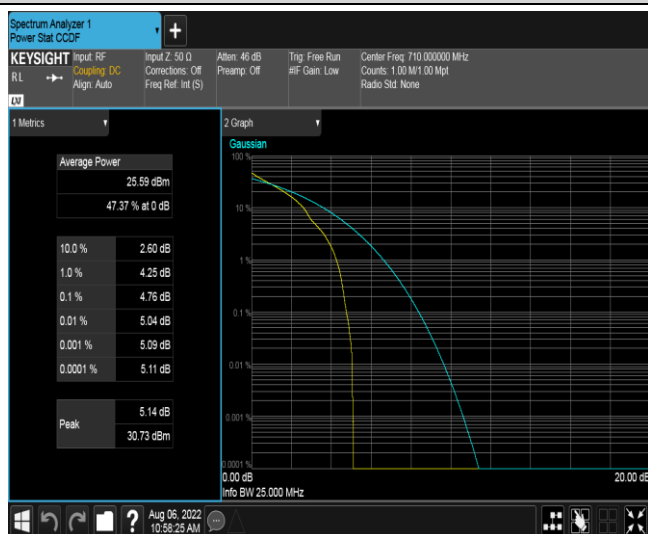 Spectrum Analyzer 1
Power Stat CCDF
+
KEYSIGHT
R L
LXI
Input: RF
Coupling: DC
Align: Auto
Input Z: 50 Ω
Corrections: Off
Freq Ref: Int (S)
Atten: 46 dB
Preamp: Off
Trig: Free Run
#IF Gain: Low
Center Freq: 710.000000 MHz
Counts: 1.00 M/1.00 Mpt
Radio Std: None
1 Metrics
Average Power
25.59 dBm
47.37 % at 0 dB
10.0 % 2.60 dB
1.0 % 4.25 dB
0.1 % 4.76 dB
0.01 % 5.04 dB
0.001 % 5.09 dB
0.0001 % 5.11 dB
Peak
5.14 dB
30.73 dBm
2 Graph
Gaussian
100 %
10 %
1 %
0.1 %
0.01 %
0.001 %
0.0001 %
0.00 dB
20.00 dB
Info BW 25.000 MHz
?
Aug 06, 2022
10:58:25 AM